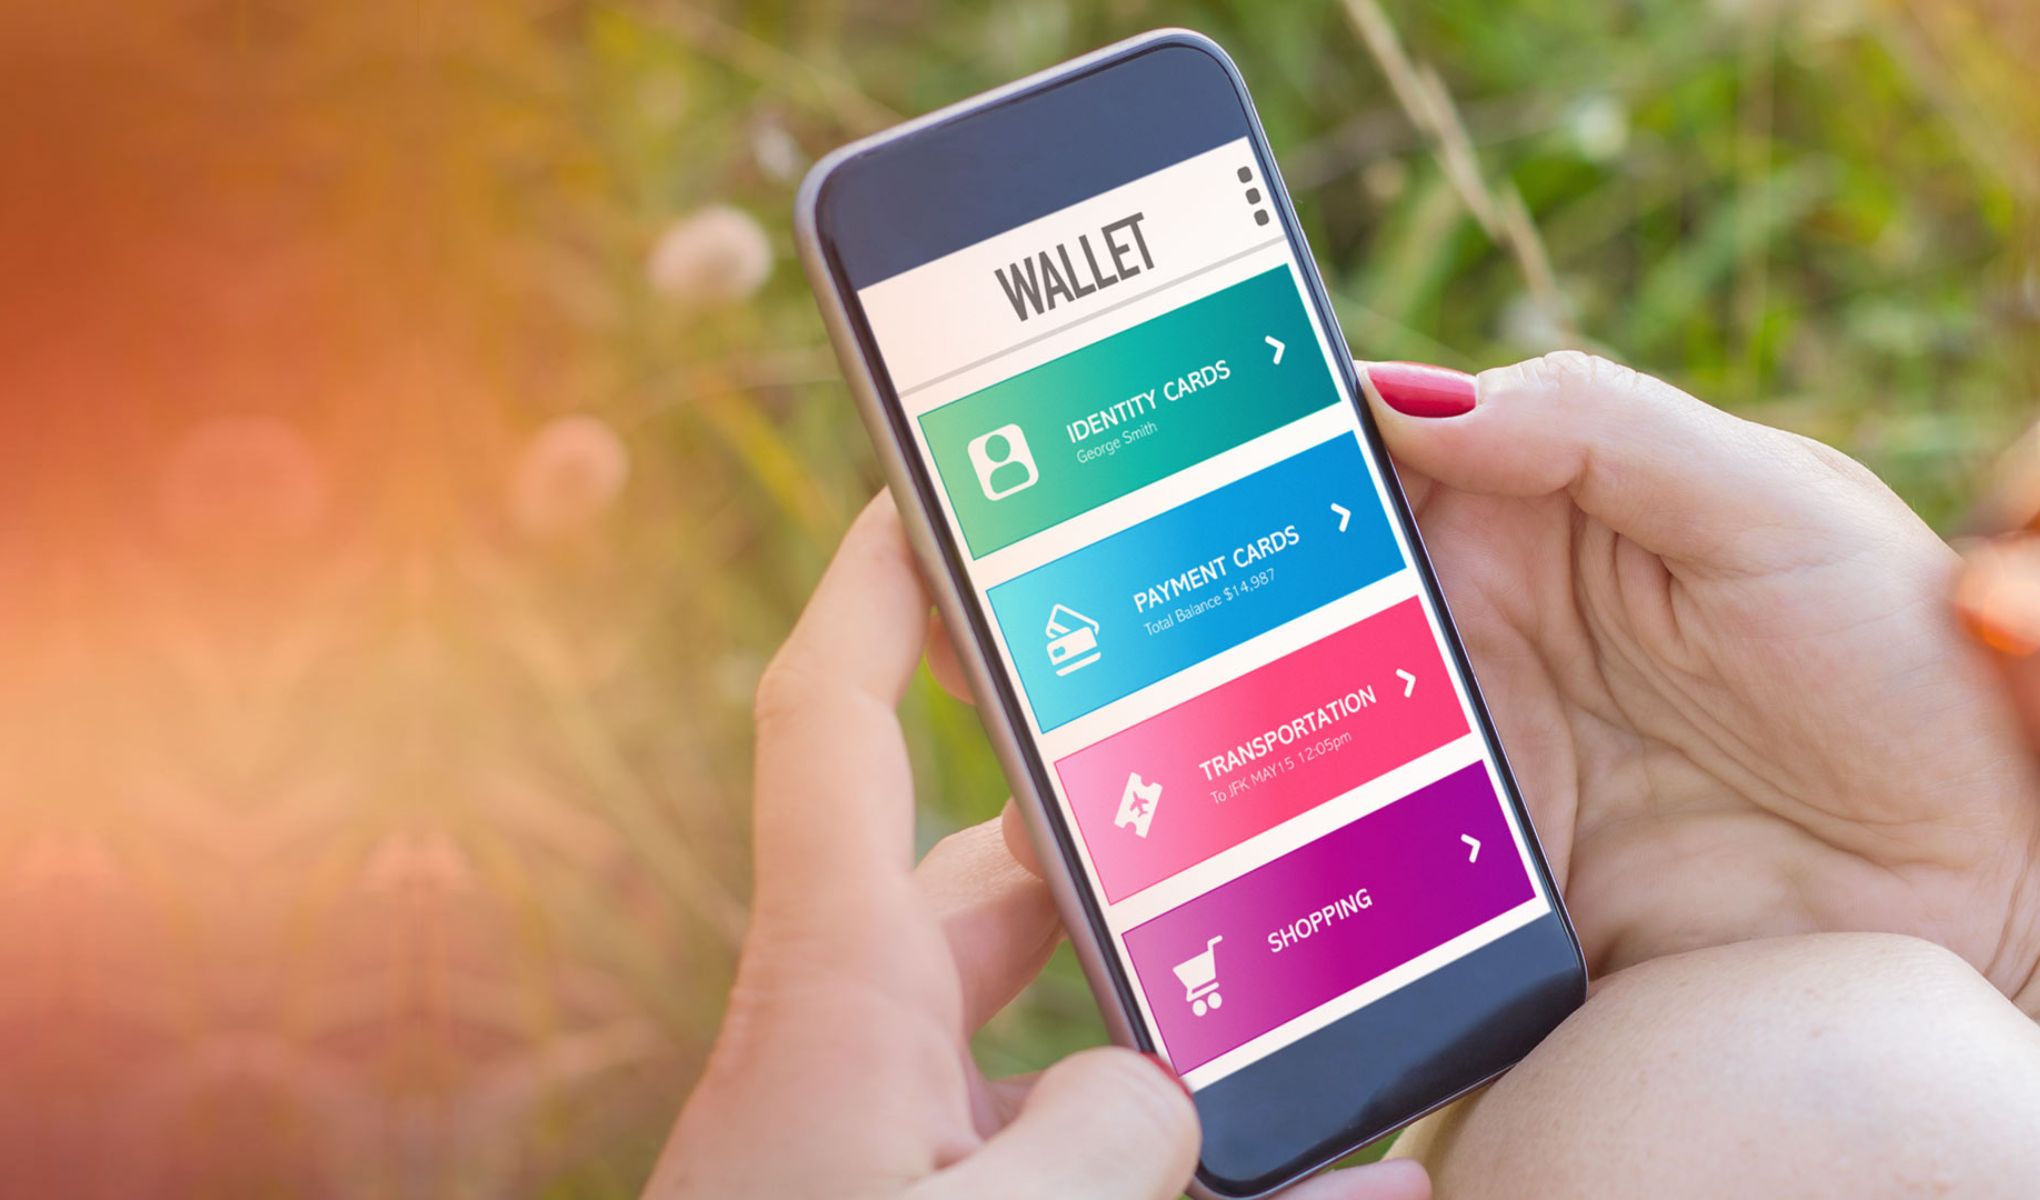 WALLET
IDENTITY CARDS
George Smith
PAYMENT CARDS
Total Balance $14,987
TRANSPORTATION
To JFK MAY15 12:05pm
SHOPPING